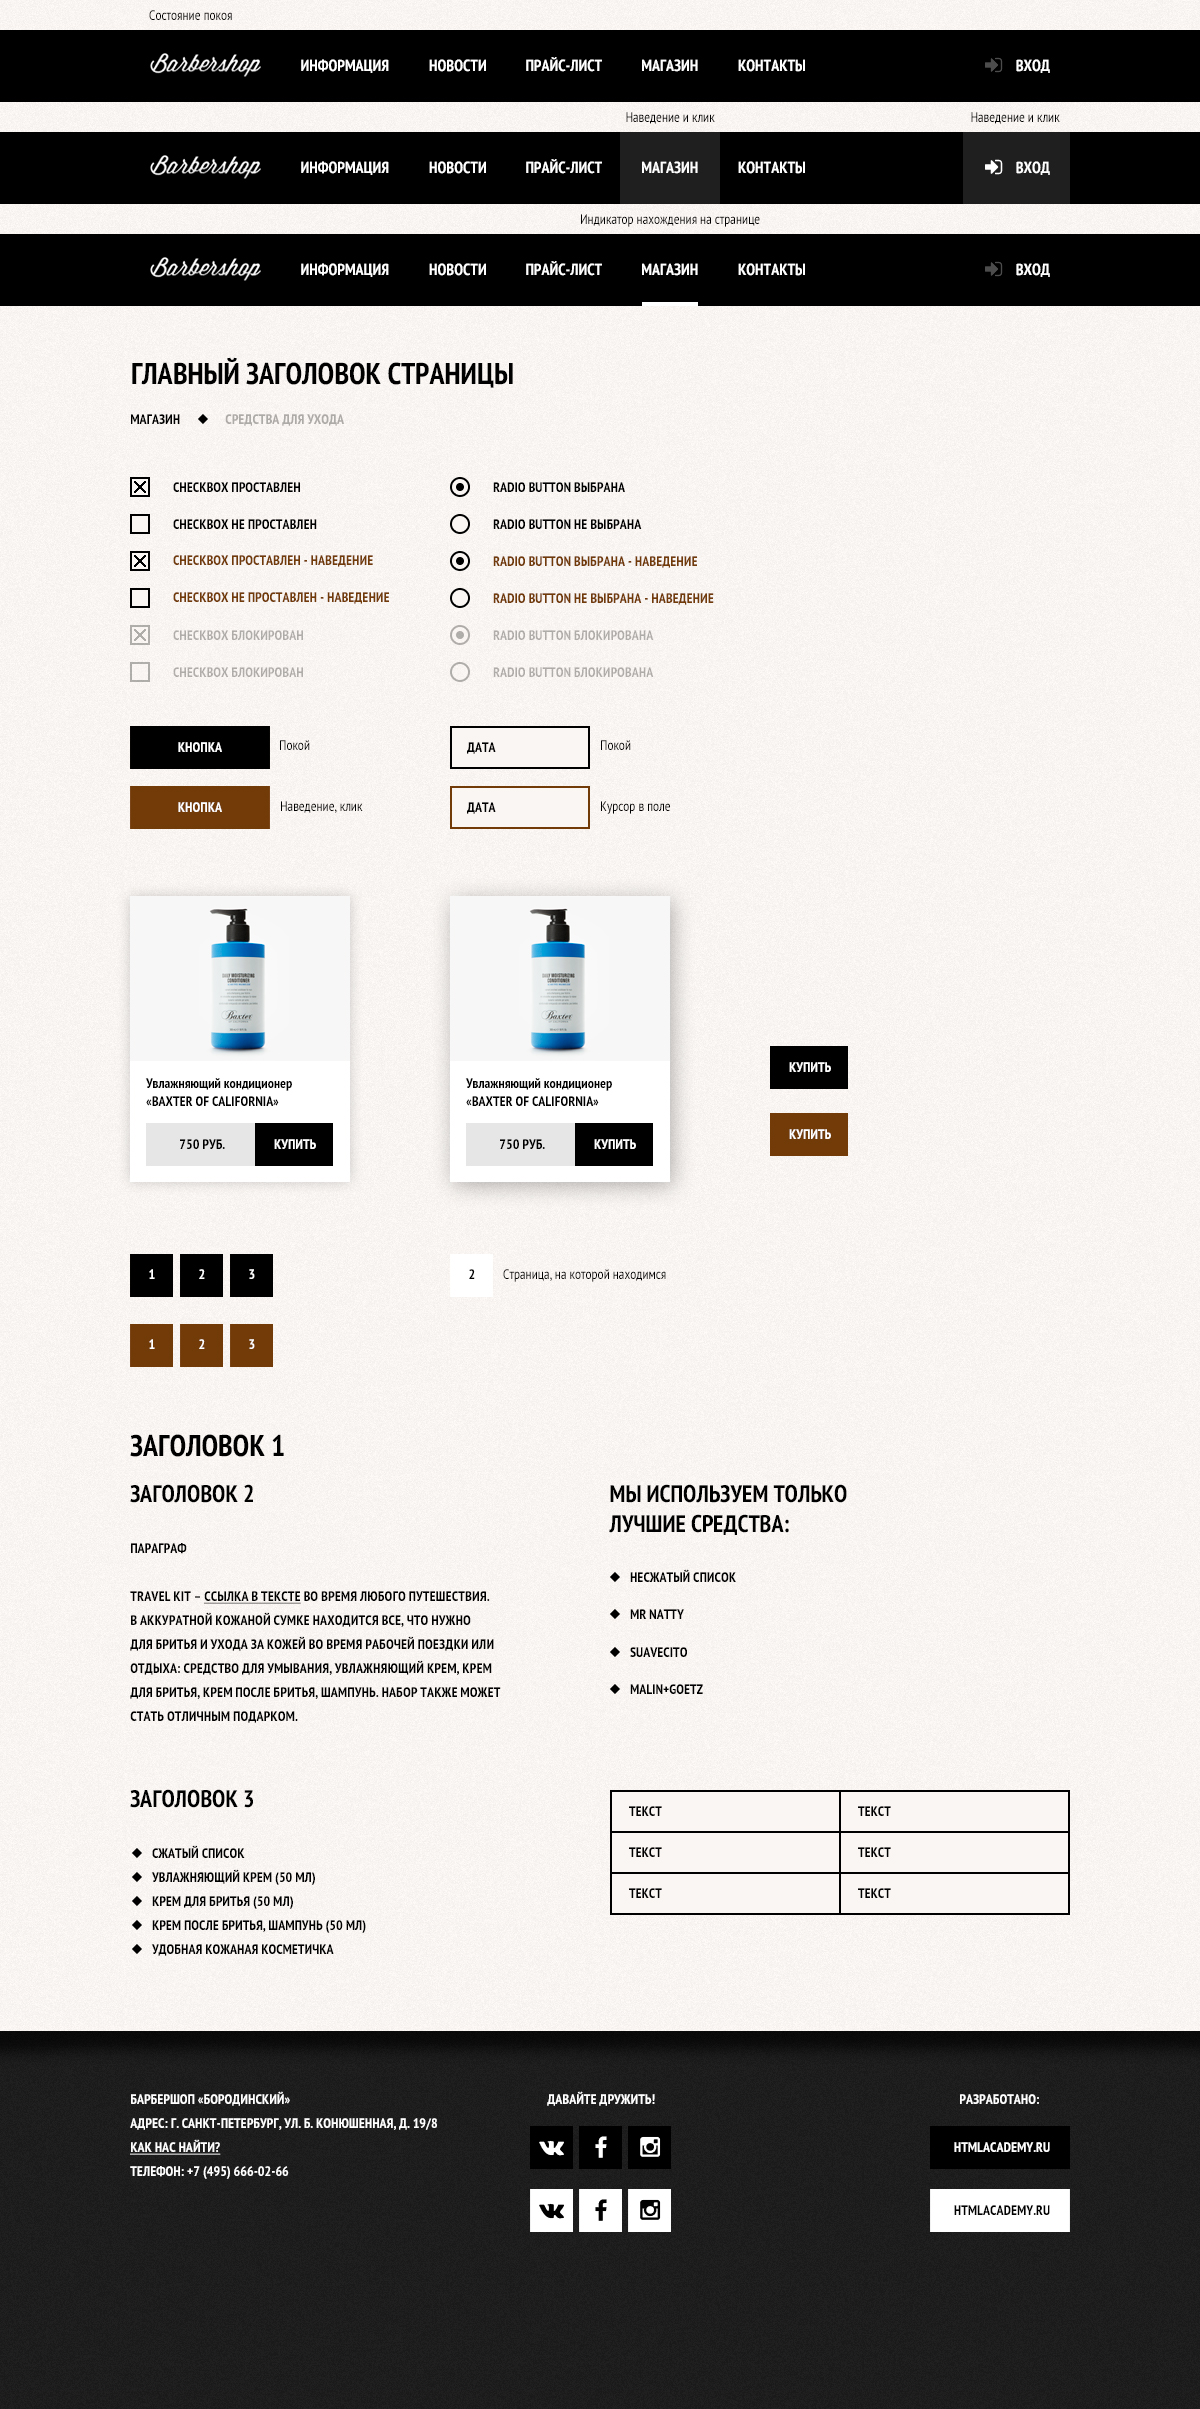 Состояние покоя
Barbershop ИНФОРМАЦИЯ НОВОСТИ ПРАЙС-ЛИСТ МАГАЗИН КОНТАКТЫ ВХОД
Наведение и клик Наведение и клик
Barbershop ИНФОРМАЦИЯ НОВОСТИ ПРАЙС-ЛИСТ МАГАЗИН КОНТАКТЫ ВХОД
Индикатор нахождения на странице
Barbershop ИНФОРМАЦИЯ НОВОСТИ ПРАЙС-ЛИСТ МАГАЗИН КОНТАКТЫ ВХОД
ГЛАВНЫЙ ЗАГОЛОВОК СТРАНИЦЫ
МАГАЗИН СРЕДСТВА ДЛЯ УХОДА
CHECKBOX ПРОСТАВЛЕН
CHECKBOX НЕ ПРОСТАВЛЕН
CHECKBOX ПРОСТАВЛЕН - НАВЕДЕНИЕ
CHECKBOX НЕ ПРОСТАВЛЕН - НАВЕДЕНИЕ
CHECKBOX БЛОКИРОВАН
CHECKBOX БЛОКИРОВАН
RADIO BUTTON ВЫБРАНА
RADIO BUTTON НЕ ВЫБРАНА
RADIO BUTTON ВЫБРАНА - НАВЕДЕНИЕ
RADIO BUTTON НЕ ВЫБРАНА - НАВЕДЕНИЕ
RADIO BUTTON БЛОКИРОВАНА
RADIO BUTTON БЛОКИРОВАНА
КНОПКА Покой
КНОПКА Наведение, клик
ДАТА Покой
ДАТА Курсор в поле
DAILY MOISTURIZING
CONDITIONER
Baxter
Увлажняющий кондиционер
«BAXTER OF CALIFORNIA»
750 РУБ. КУПИТЬ
DAILY MOISTURIZING
CONDITIONER
Baxter
Увлажняющий кондиционер
«BAXTER OF CALIFORNIA»
750 РУБ. КУПИТЬ
КУПИТЬ
КУПИТЬ
1 2 3
2 Страница, на которой находимся
1 2 3
ЗАГОЛОВОК 1
ЗАГОЛОВОК 2
ПАРАГРАФ
TRAVEL KIT – ССЫЛКА В ТЕКСТЕ ВО ВРЕМЯ ЛЮБОГО ПУТЕШЕСТВИЯ.
В АККУРАТНОЙ КОЖАНОЙ СУМКЕ НАХОДИТСЯ ВСЕ, ЧТО НУЖНО
ДЛЯ БРИТЬЯ И УХОДА ЗА КОЖЕЙ ВО ВРЕМЯ РАБОЧЕЙ ПОЕЗДКИ ИЛИ
ОТДЫХА: СРЕДСТВО ДЛЯ УМЫВАНИЯ, УВЛАЖНЯЮЩИЙ КРЕМ, КРЕМ
ДЛЯ БРИТЬЯ, КРЕМ ПОСЛЕ БРИТЬЯ, ШАМПУНЬ. НАБОР ТАКЖЕ МОЖЕТ
СТАТЬ ОТЛИЧНЫМ ПОДАРКОМ.
МЫ ИСПОЛЬЗУЕМ ТОЛЬКО
ЛУЧШИЕ СРЕДСТВА:
НЕСЖАТЫЙ СПИСОК
MR NATTY
SUAVECITO
MALIN+GOETZ
ЗАГОЛОВОК 3
СЖАТЫЙ СПИСОК
УВЛАЖНЯЮЩИЙ КРЕМ (50 МЛ)
КРЕМ ДЛЯ БРИТЬЯ (50 МЛ)
КРЕМ ПОСЛЕ БРИТЬЯ, ШАМПУНЬ (50 МЛ)
УДОБНАЯ КОЖАНАЯ КОСМЕТИЧКА
ТЕКСТ ТЕКСТ
ТЕКСТ ТЕКСТ
ТЕКСТ ТЕКСТ
БАРБЕРШОП «БОРОДИНСКИЙ»
АДРЕС: Г. САНКТ-ПЕТЕРБУРГ, УЛ. Б. КОНЮШЕННАЯ, Д. 19/8
КАК НАС НАЙТИ?
ТЕЛЕФОН: +7 (495) 666-02-66
ДАВАЙТЕ ДРУЖИТЬ!
РАЗРАБОТАНО:
HTMLACADEMY.RU
HTMLACADEMY.RU